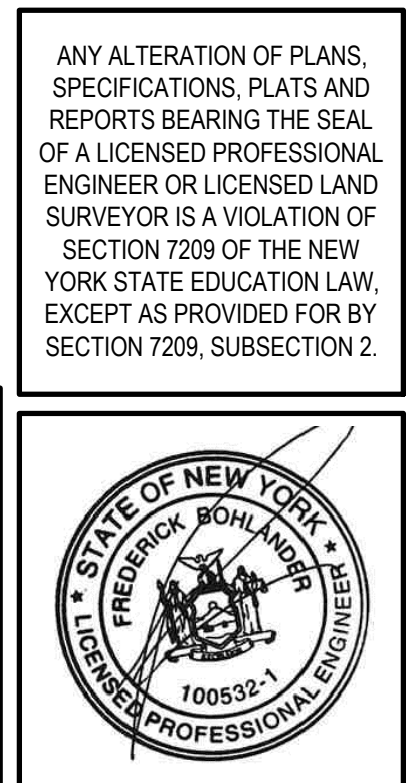 ANY ALTERATION OF PLANS,
SPECIFICATIONS, PLATS AND
REPORTS BEARING THE SEAL
OF A LICENSED PROFESSIONAL
ENGINEER OR LICENSED LAND
SURVEYOR IS A VIOLATION OF
SECTION 7209 OF THE NEW
YORK STATE EDUCATION LAW,
EXCEPT AS PROVIDED FOR BY
SECTION 7209, SUBSECTION 2.
STATE OF NEW YORK
FREDERICK BOHLANDER
100532-1
LICENSED PROFESSIONAL ENGINEER